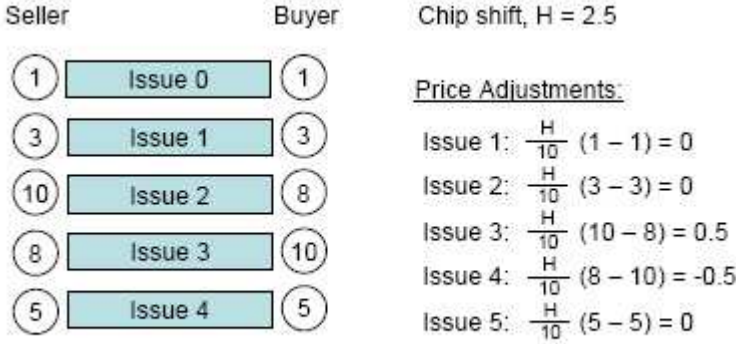 Seller Buyer Chip shift, H = 2.5
1 Issue 0 1
Price Adjustments:
3 Issue 1 3
Issue 1: H/10 (1 – 1) = 0
10 Issue 2 8
Issue 2: H/10 (3 – 3) = 0
Issue 3: H/10 (10 – 8) = 0.5
8 Issue 3 10
Issue 4: H/10 (8 – 10) = -0.5
5 Issue 4 5
Issue 5: H/10 (5 – 5) = 0